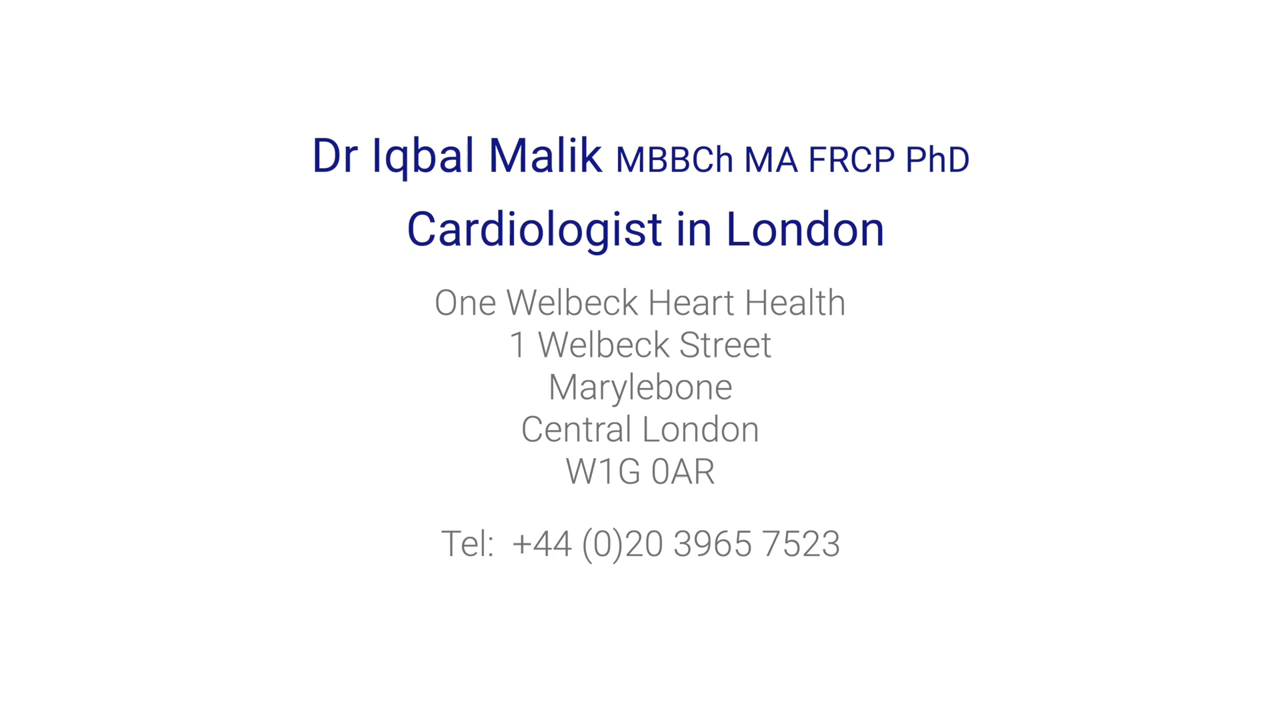 Dr Iqbal Malik MBBCh MA FRCP PhD
Cardiologist in London
One Welbeck Heart Health
1 Welbeck Street
Marylebone
Central London
W1G 0AR
Tel: +44 (0)20 3965 7523